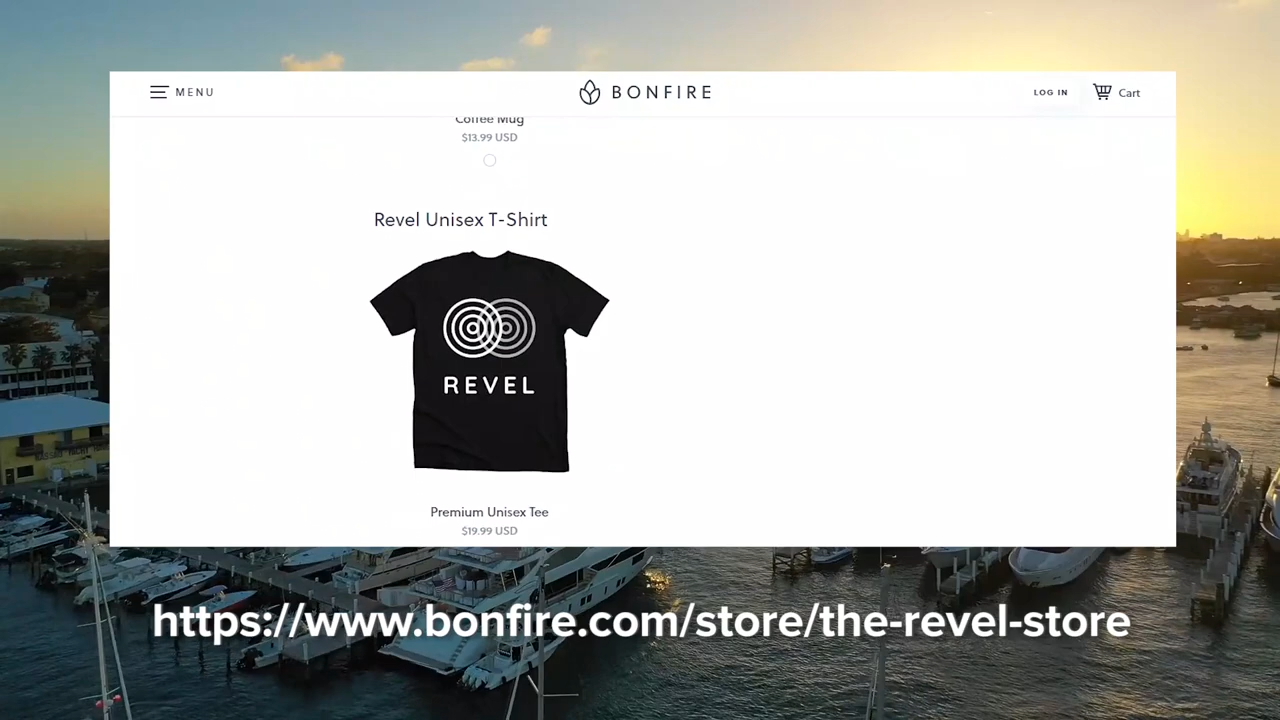 MENU
BONFIRE
LOG IN
Cart
Coffee Mug
$13.99 USD
Revel Unisex T-Shirt
REVEL
Premium Unisex Tee
$19.99 USD
https://www.bonfire.com/store/the-revel-store